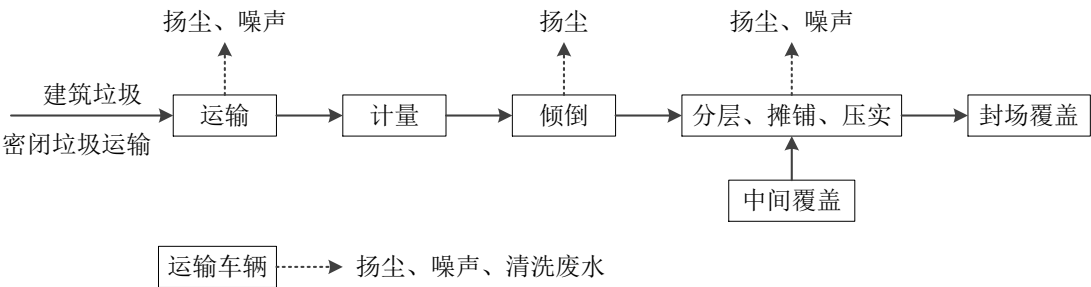 扬尘、噪声
扬尘
扬尘、噪声
建筑垃圾
密闭垃圾运输
运输
计量
倾倒
分层、摊铺、压实
封场覆盖
中间覆盖
运输车辆
扬尘、噪声、清洗废水